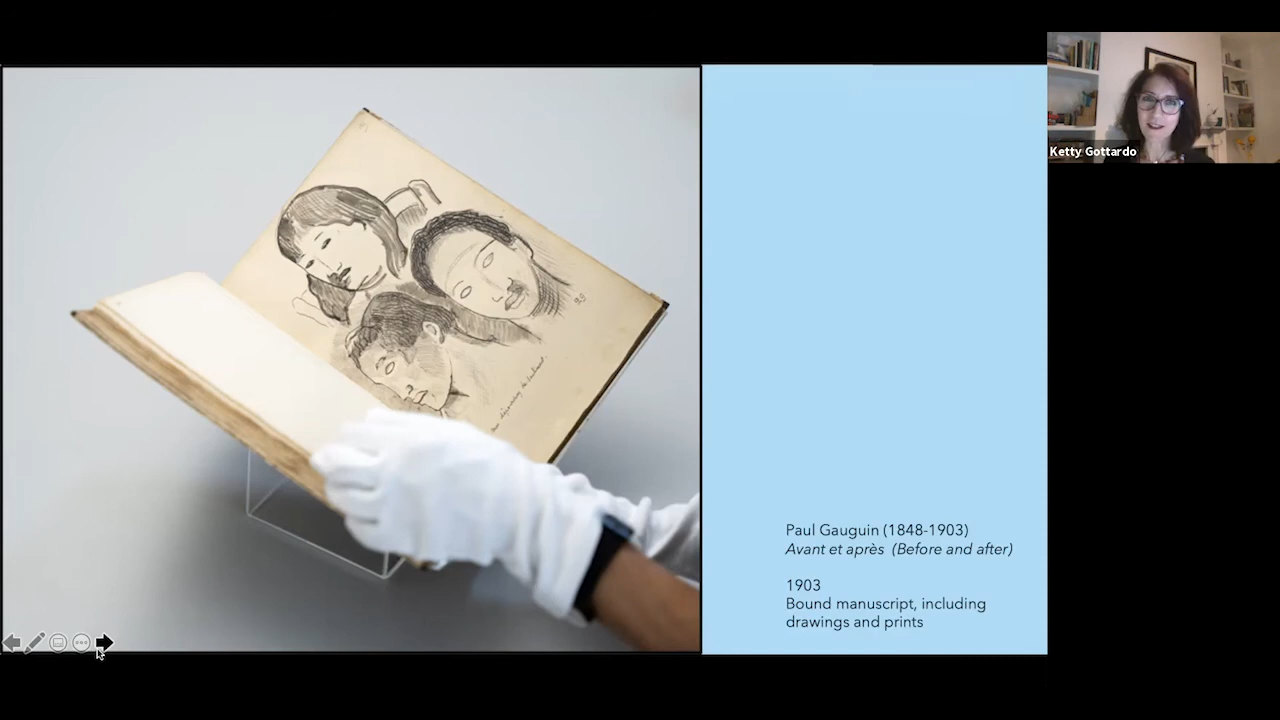 Paul Gauguin (1848-1903)
Avant et après (Before and after)
1903
Bound manuscript, including
drawings and prints
Ketty Gottardo